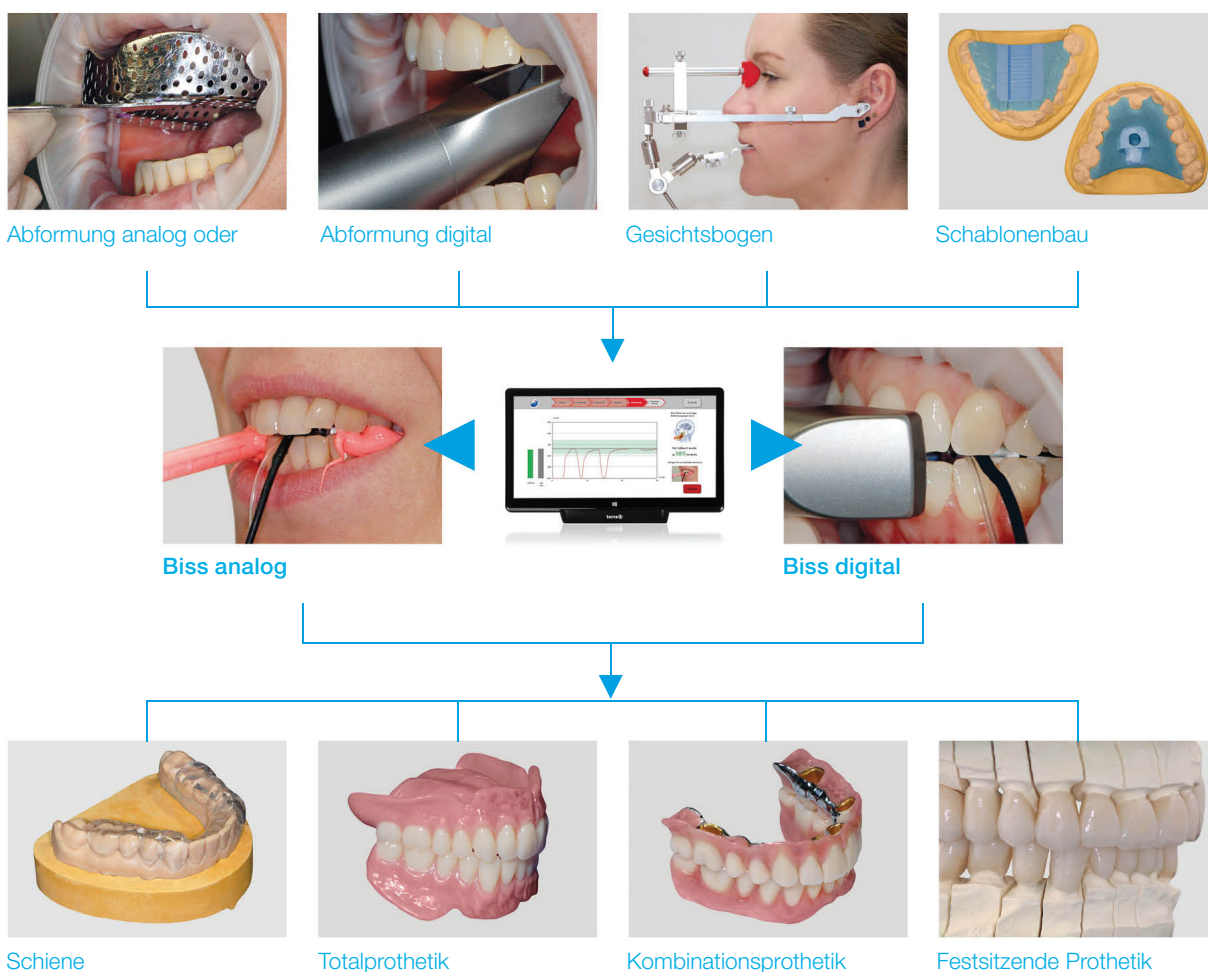 Abformung analog oder
Abformung digital
Gesichtsbogen
Schablonenbau
Biss analog
Biss digital
Schiene
Totalprothetik
Kombinationsprothetik
Festsitzende Prothetik